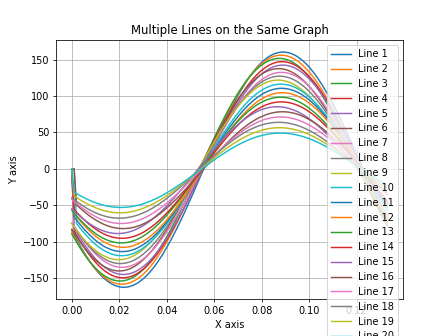 Multiple Lines on the Same Graph
Y axis
150
100
50
0
−50
−100
−150
0.00
0.02
0.04
0.06
0.08
0.10
X axis
Line 1
Line 2
Line 3
Line 4
Line 5
Line 6
Line 7
Line 8
Line 9
Line 10
Line 11
Line 12
Line 13
Line 14
Line 15
Line 16
Line 17
Line 18
Line 19
Line 20